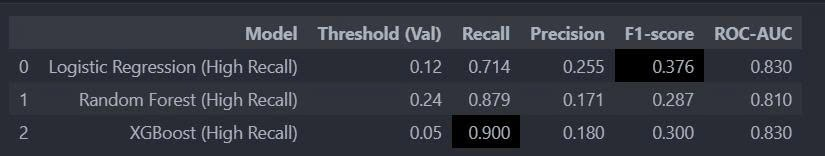 Model Threshold (Val) Recall Precision F1-score ROC-AUC
0 Logistic Regression (High Recall) 0.12 0.714 0.255 0.376 0.830
1 Random Forest (High Recall) 0.24 0.879 0.171 0.287 0.810
2 XGBoost (High Recall) 0.05 0.900 0.180 0.300 0.830